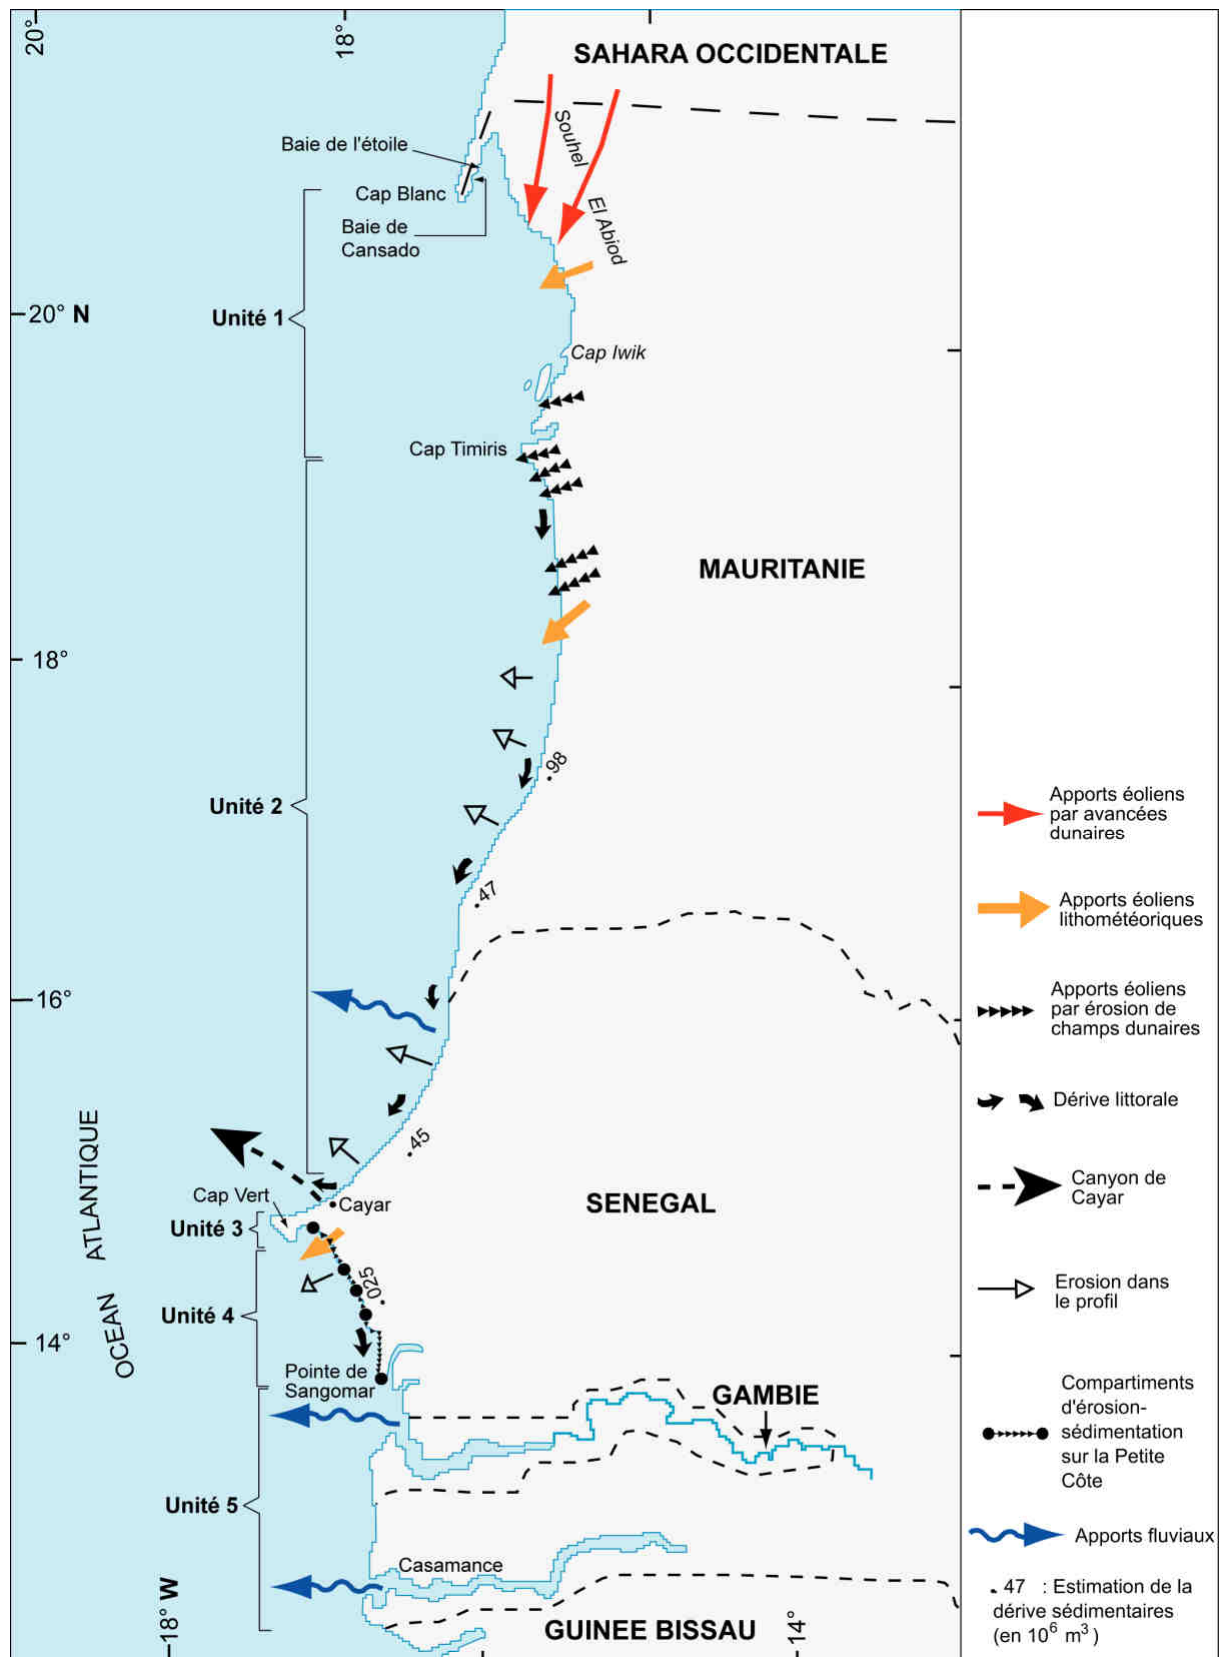 20°
18°
SAHARA OCCIDENTALE
Souhel
Baie de l'étoile
Cap Blanc
El Abiod
Baie de
Cansado
20° N
Unité 1
Cap Iwik
Cap Timiris
MAURITANIE
18°
.98
Unité 2
.47
16°
.45
OCEAN ATLANTIQUE
Cap Vert
Cayar
SENEGAL
Unité 3
.025
Unité 4
14°
Pointe de
Sangomar
GAMBIE
Unité 5
Casamance
18° W
GUINEE BISSAU
14°
Apports éoliens
par avancées
dunaires
Apports éoliens
lithométéoriques
Apports éoliens
par érosion de
champs dunaires
Dérive littorale
Canyon de
Cayar
Erosion dans
le profil
Compartiments
d'érosion-
sédimentation
sur la Petite
Côte
Apports fluviaux
. 47 : Estimation de la
dérive sédimentaires
(en 10⁶ m³)